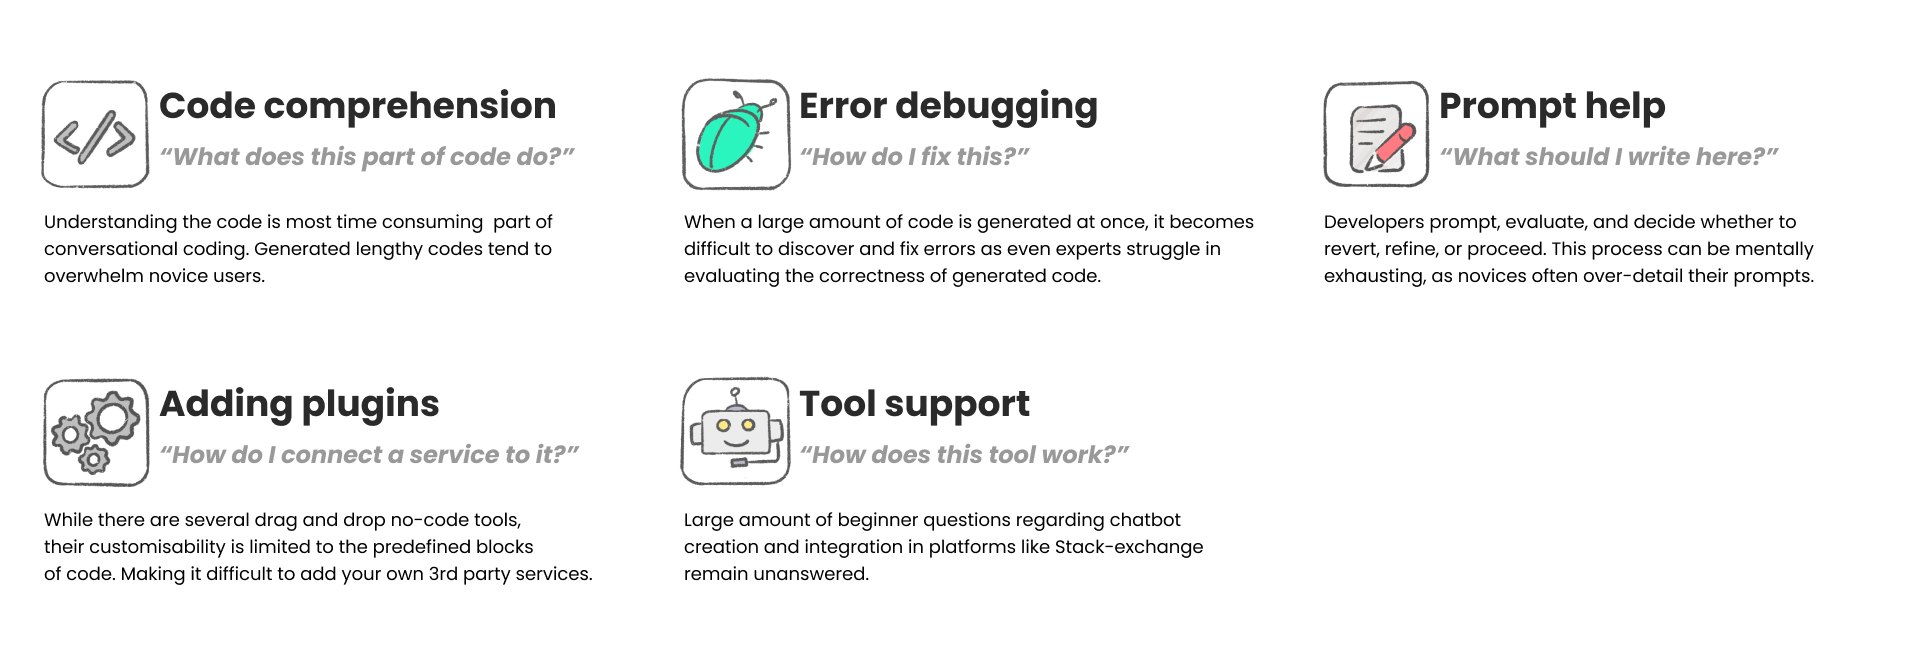 Code comprehension
“What does this part of code do?”
Understanding the code is most time consuming  part of
conversational coding. Generated lengthy codes tend to
overwhelm novice users.
Error debugging
“How do I fix this?”
When a large amount of code is generated at once, it becomes
difficult to discover and fix errors as even experts struggle in
evaluating the correctness of generated code.
Prompt help
“What should I write here?”
Developers prompt, evaluate, and decide whether to
revert, refine, or proceed. This process can be mentally
exhausting, as novices often over-detail their prompts.
Adding plugins
“How do I connect a service to it?”
While there are several drag and drop no-code tools,
their customisability is limited to the predefined blocks
of code. Making it difficult to add your own 3rd party services.
Tool support
“How does this tool work?”
Large amount of beginner questions regarding chatbot
creation and integration in platforms like Stack-exchange
remain unanswered.